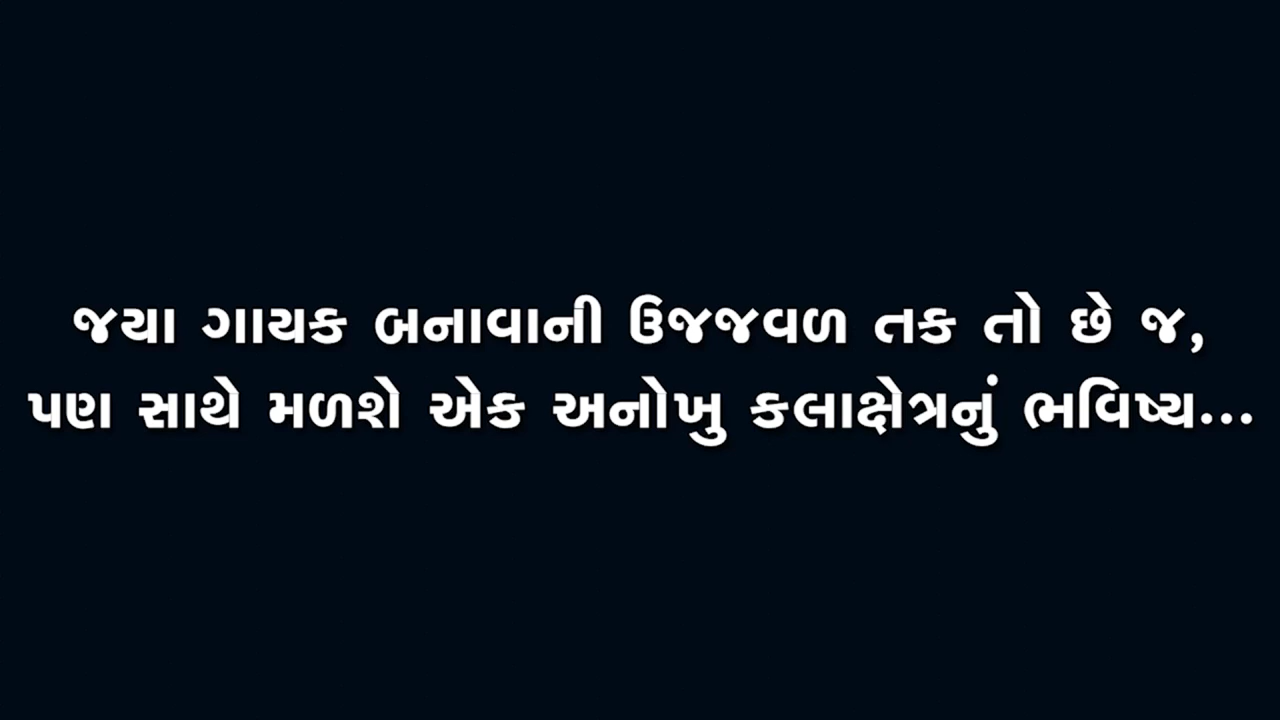 જયા ગાયક બનાવાની ઉજજવળ તક તો છે જ,
પણ સાથે મળશે એક અનોખુ કલાક્ષેત્રનું ભવિષ્ય...